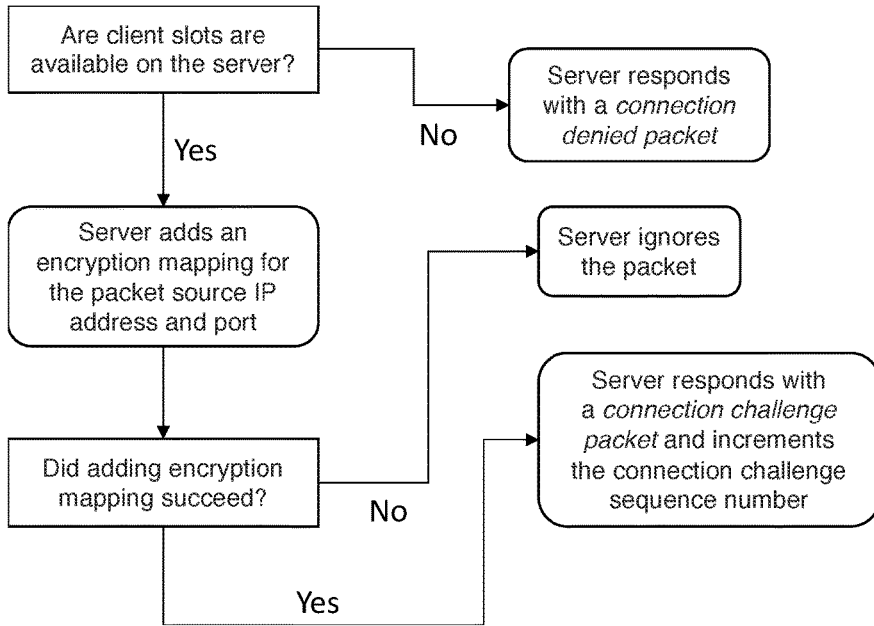 Are client slots are
available on the server?
Server responds
with a connection
denied packet
No
Yes
Server adds an
encryption mapping for
the packet source IP
address and port
Server ignores
the packet
Server responds with
a connection challenge
packet and increments
the connection challenge
sequence number
Did adding encryption
mapping succeed?
No
Yes